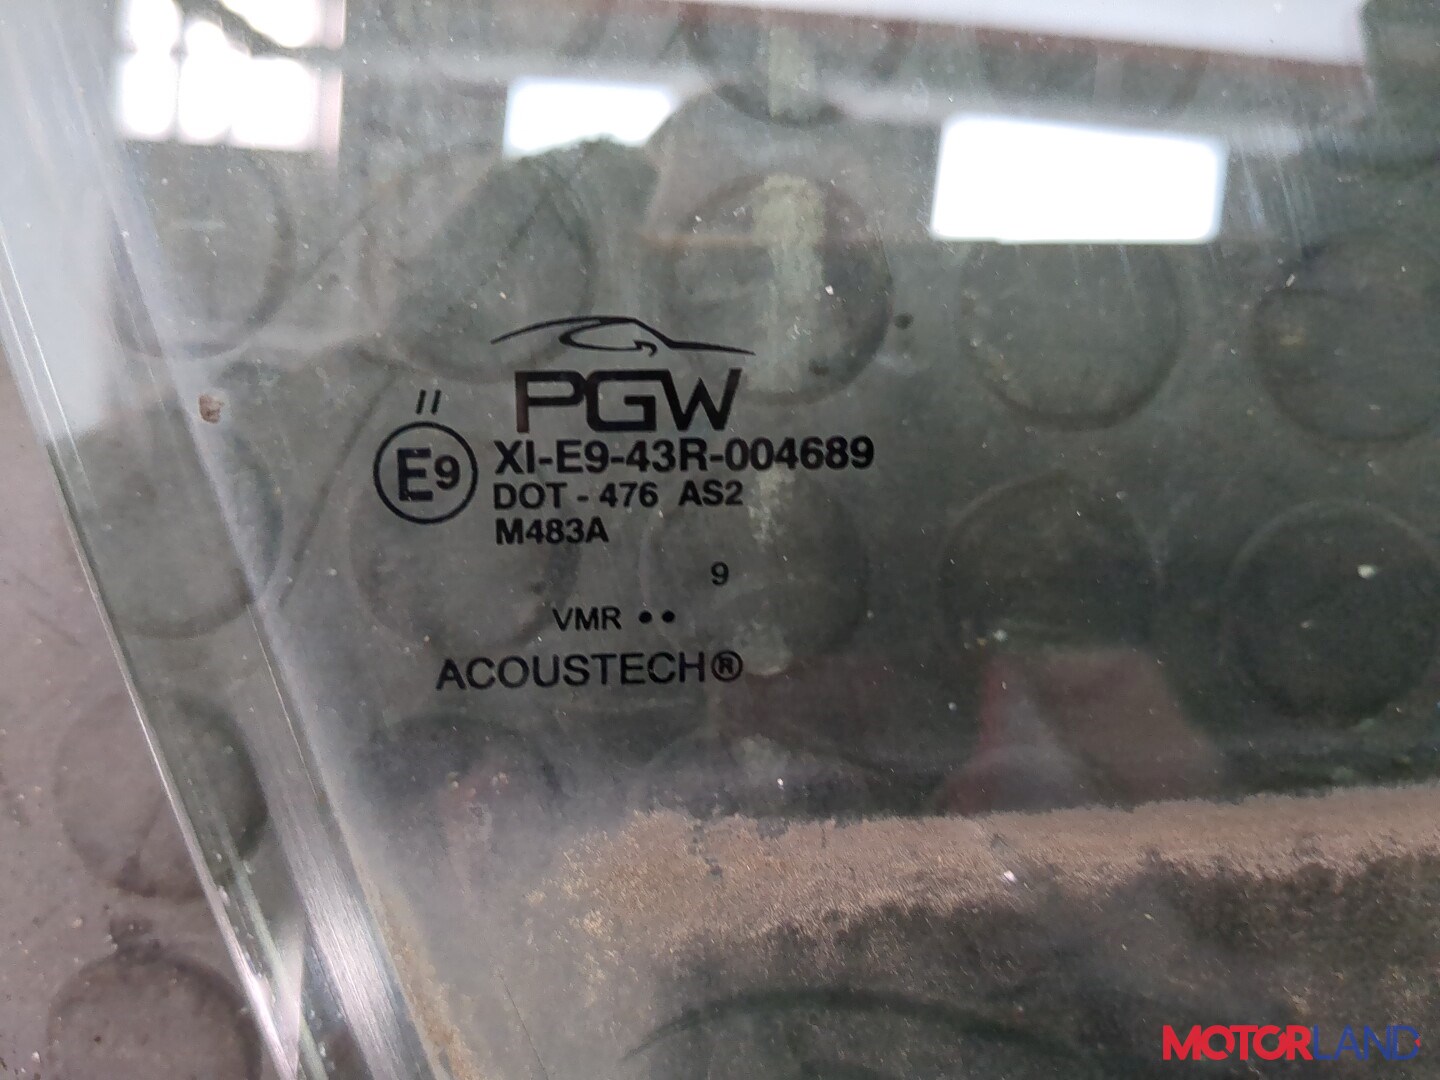 PGW
II
E9
XI-E9-43R-004689
DOT - 476 AS2
M483A
9
VMR ••
ACOUSTECH®
MOTORLAND